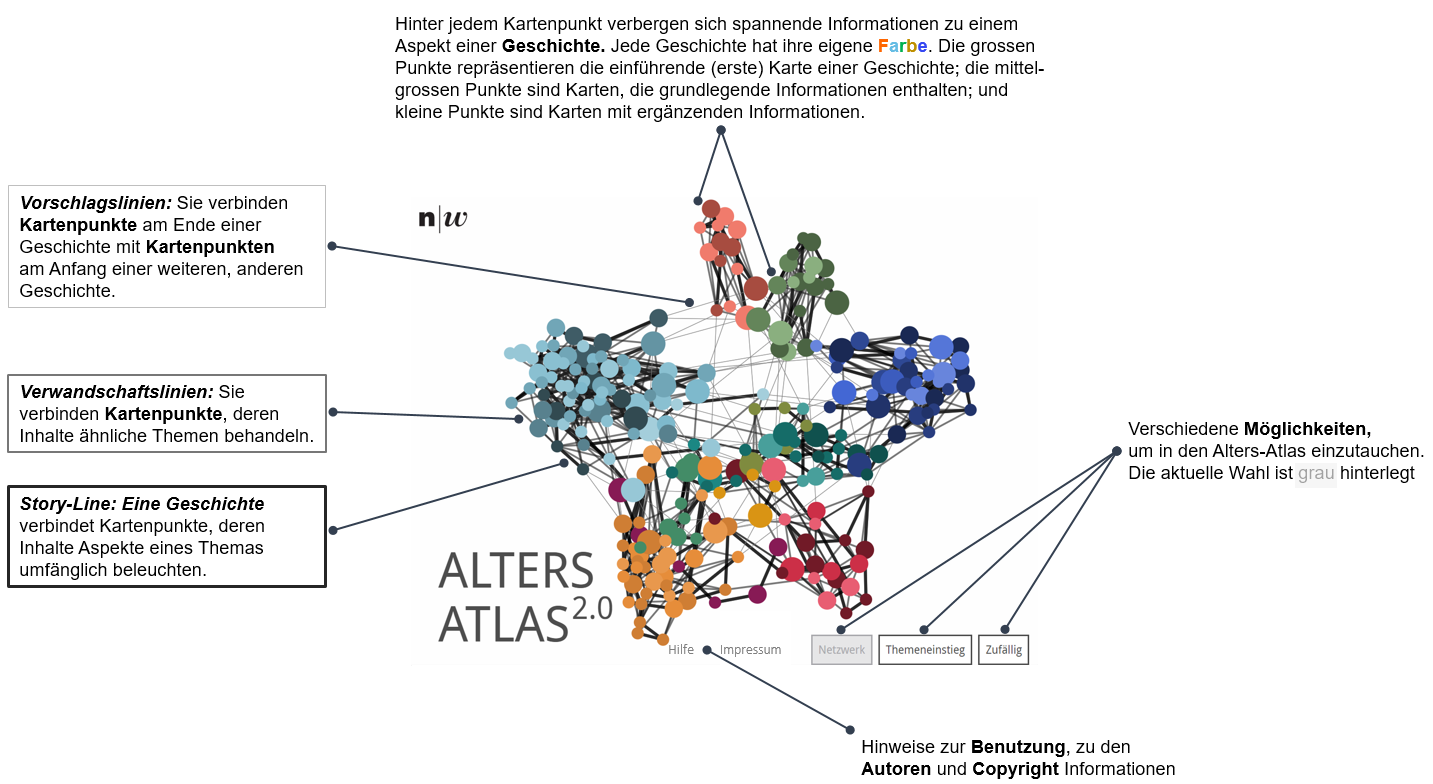 Hinter jedem Kartenpunkt verbergen sich spannende Informationen zu einem
Aspekt einer Geschichte. Jede Geschichte hat ihre eigene Farbe. Die grossen
Punkte repräsentieren die einführende (erste) Karte einer Geschichte; die mittel-
grossen Punkte sind Karten, die grundlegende Informationen enthalten; und
kleine Punkte sind Karten mit ergänzenden Informationen.
n|w
Vorschlagslinien: Sie verbinden
Kartenpunkte am Ende einer
Geschichte mit Kartenpunkten
am Anfang einer weiteren, anderen
Geschichte.
Verwandschaftslinien: Sie
verbinden Kartenpunkte, deren
Inhalte ähnliche Themen behandeln.
Story-Line: Eine Geschichte
verbindet Kartenpunkte, deren
Inhalte Aspekte eines Themas
umfänglich beleuchten.
Verschiedene Möglichkeiten,
um in den Alters-Atlas einzutauchen.
Die aktuelle Wahl ist grau hinterlegt
ALTERS
ATLAS 2.0
Hilfe Impressum
Netzwerk Themeneinstieg Zufällig
Hinweise zur Benutzung, zu den
Autoren und Copyright Informationen